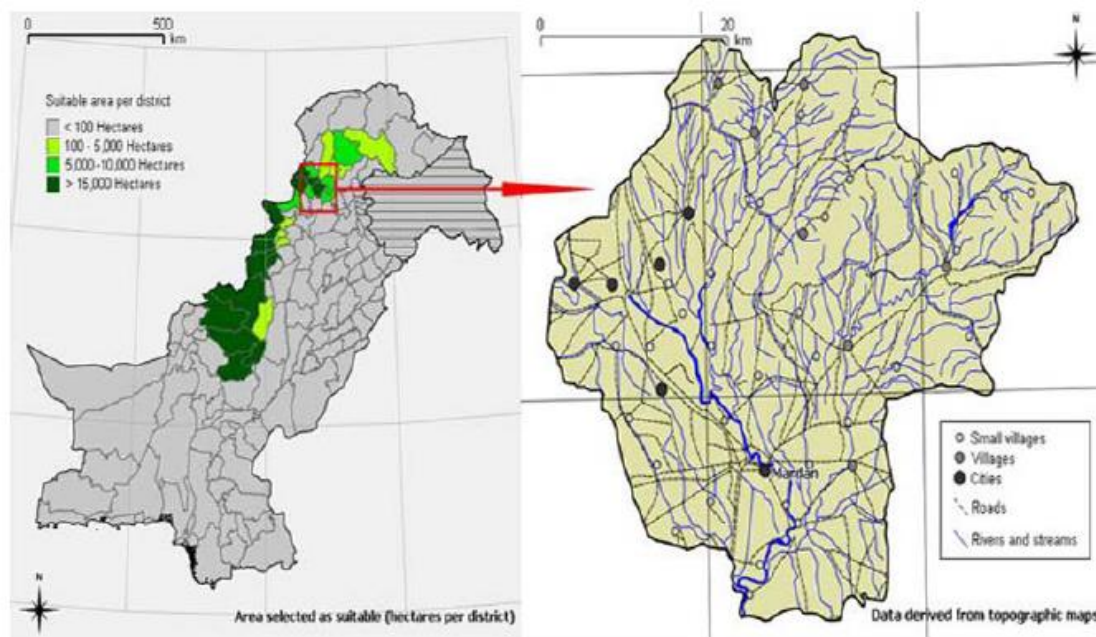 0 500
km
Suitable area per district
< 100 Hectares
100 - 5,000 Hectares
5,000-10,000 Hectares
> 15,000 Hectares
N
Area selected as suitable (hectares per district)
0 20
km
N
Mardan
Small villages
Villages
Cities
Roads
Rivers and streams
Data derived from topographic maps